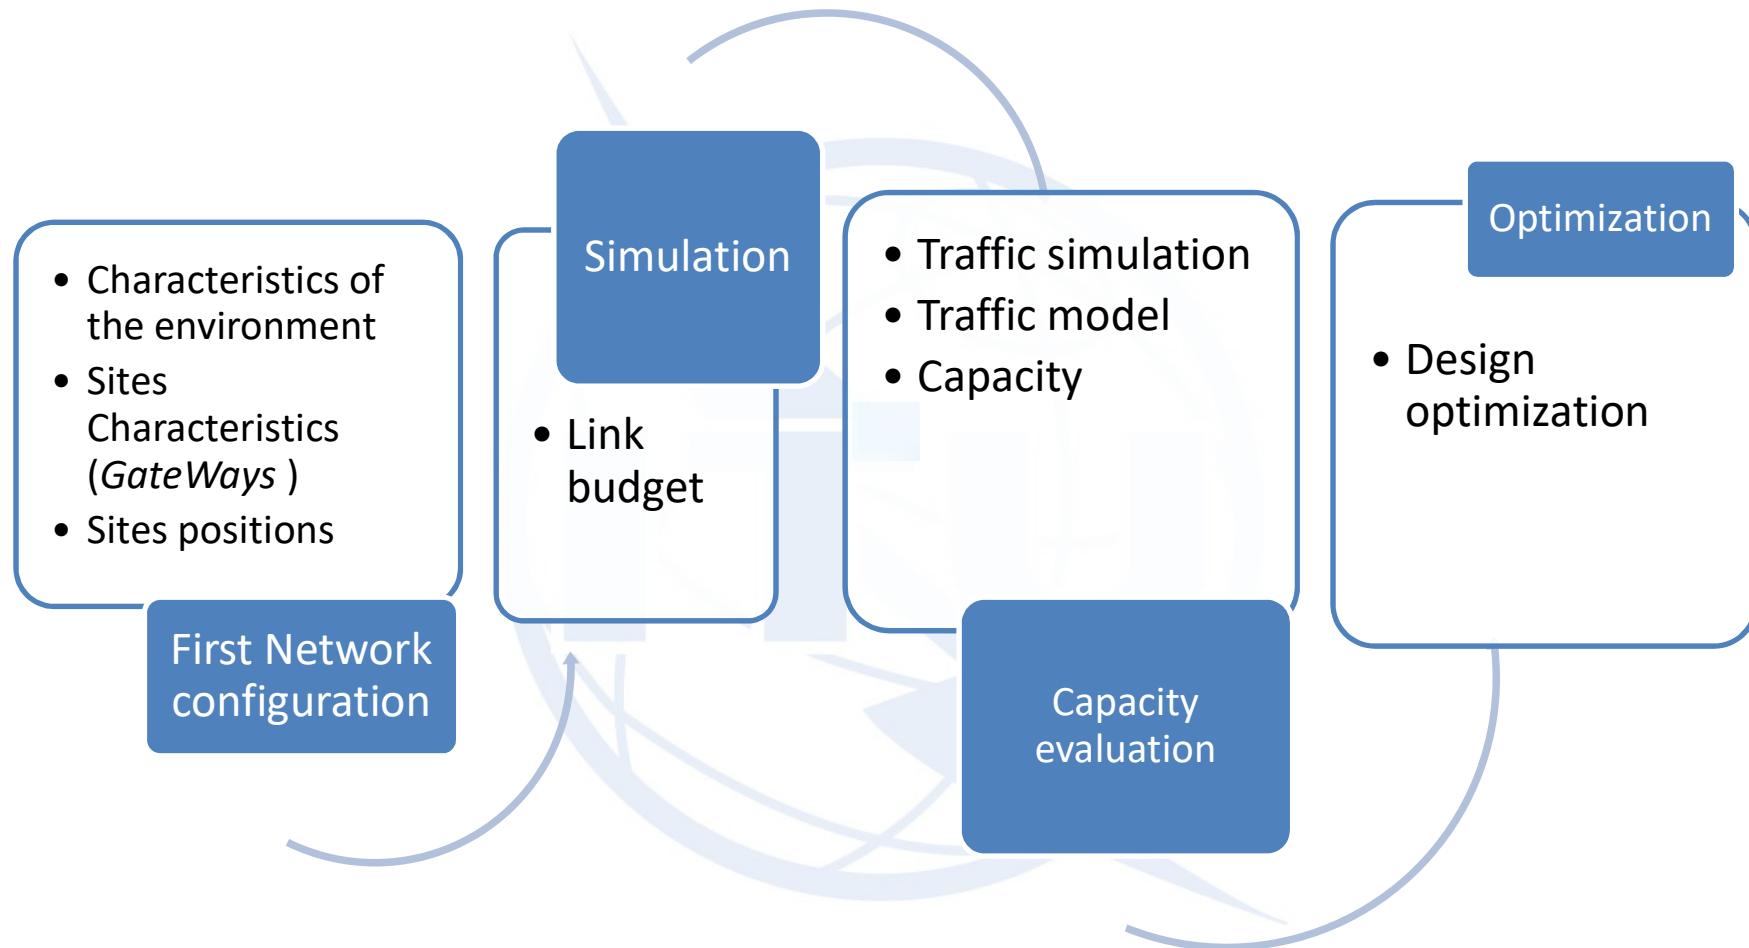 • Characteristics of
the environment
• Sites
Characteristics
(GateWays )
• Sites positions
First Network
configuration
Simulation
• Link
budget
• Traffic simulation
• Traffic model
• Capacity
Capacity
evaluation
Optimization
• Design
optimization